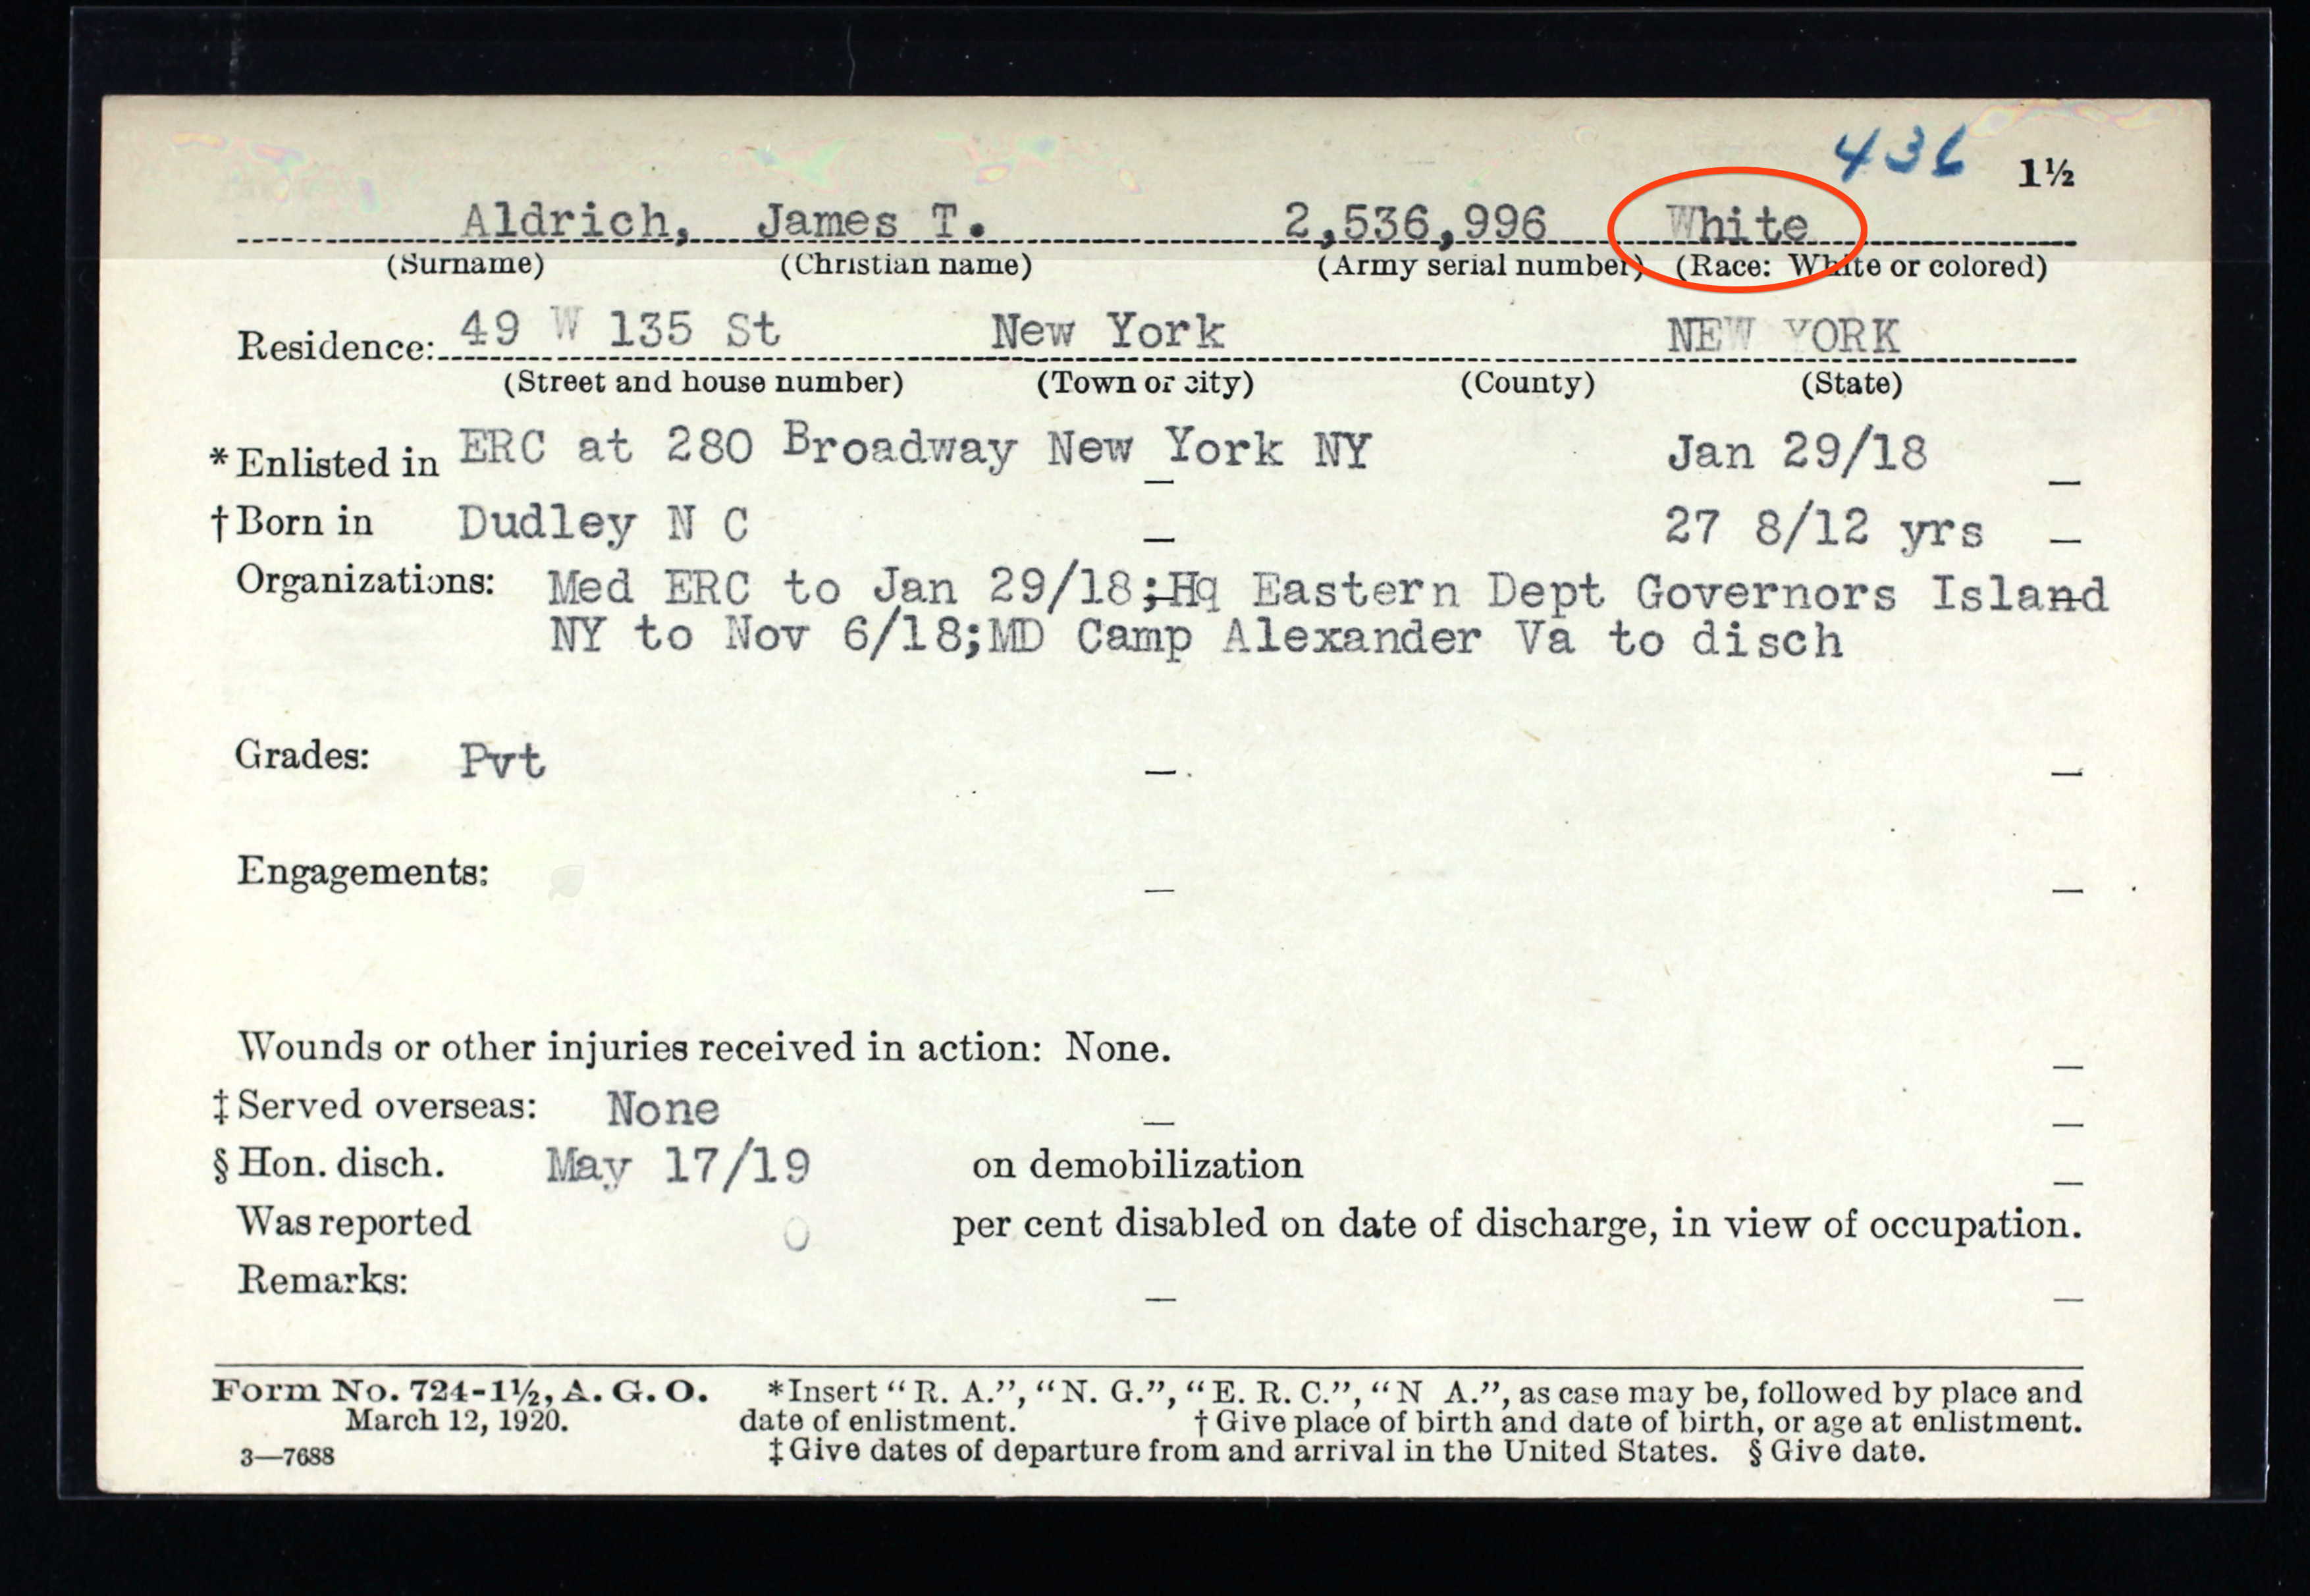 436 1½
Aldrich, James T. 2,536,996 White
(Surname) (Christian name) (Army serial number) (Race: White or colored)
Residence: 49 W 135 St New York NEW YORK
(Street and house number) (Town or city) (County) (State)
*Enlisted in ERC at 280 Broadway New York NY Jan 29/18
†Born in Dudley N C 27 8/12 yrs
Organizations: Med ERC to Jan 29/18;Hq Eastern Dept Governors Island
NY to Nov 6/18;MD Camp Alexander Va to disch
Grades: Pvt
Engagements:
Wounds or other injuries received in action: None.
‡Served overseas: None
§Hon. disch. May 17/19 on demobilization
Was reported 0 per cent disabled on date of discharge, in view of occupation.
Remarks:
Form No. 724-1½, A. G. O. *Insert “R. A.”, “N. G.”, “E. R. C.”, “N A.”, as case may be, followed by place and
March 12, 1920. date of enlistment. †Give place of birth and date of birth, or age at enlistment.
3—7688 ‡Give dates of departure from and arrival in the United States. §Give date.